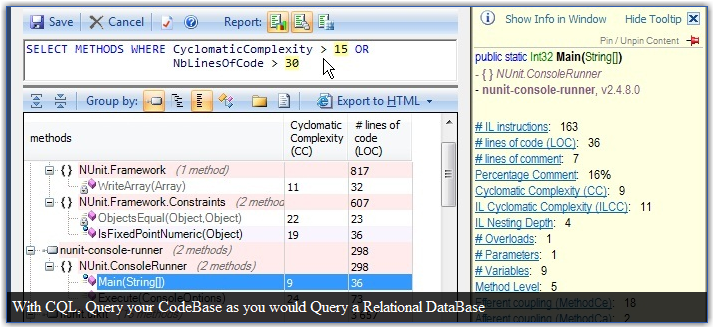 Save Cancel Report:
SELECT METHODS WHERE CyclomaticComplexity > 15 OR
NbLinesOfCode > 30
Group by: Export to HTML
methods Cyclomatic Complexity (CC) # lines of code (LOC)
{ } NUnit.Framework (1 method) 817
WriteArray(Array) 11 32
{ } NUnit.Framework.Constraints (2 method 607
ObjectsEqual(Object,Object) 22 23
IsFixedPointNumeric(Object) 19 36
nunit-console-runner (2 methods) 298
{ } NUnit.ConsoleRunner (2 methods) 298
Main(String[]) 9 36
Execute(ConsoleOptions) 24 73
With CQL, Query your CodeBase as you would Query a Relational DataBase
Show Info in Window Hide Tooltip
Pin / Unpin Content
public static Int32 Main(String[])
- { } NUnit.ConsoleRunner
- nunit-console-runner, v2.4.8.0
# IL instructions: 163
# lines of code (LOC): 36
# lines of comment: 7
Percentage Comment: 16%
Cyclomatic Complexity (CC): 9
IL Cyclomatic Complexity (ILCC): 11
IL Nesting Depth: 4
# Overloads: 1
# Parameters: 1
# Variables: 9
Method Level: 5
Efferent coupling (MethodCe): 18